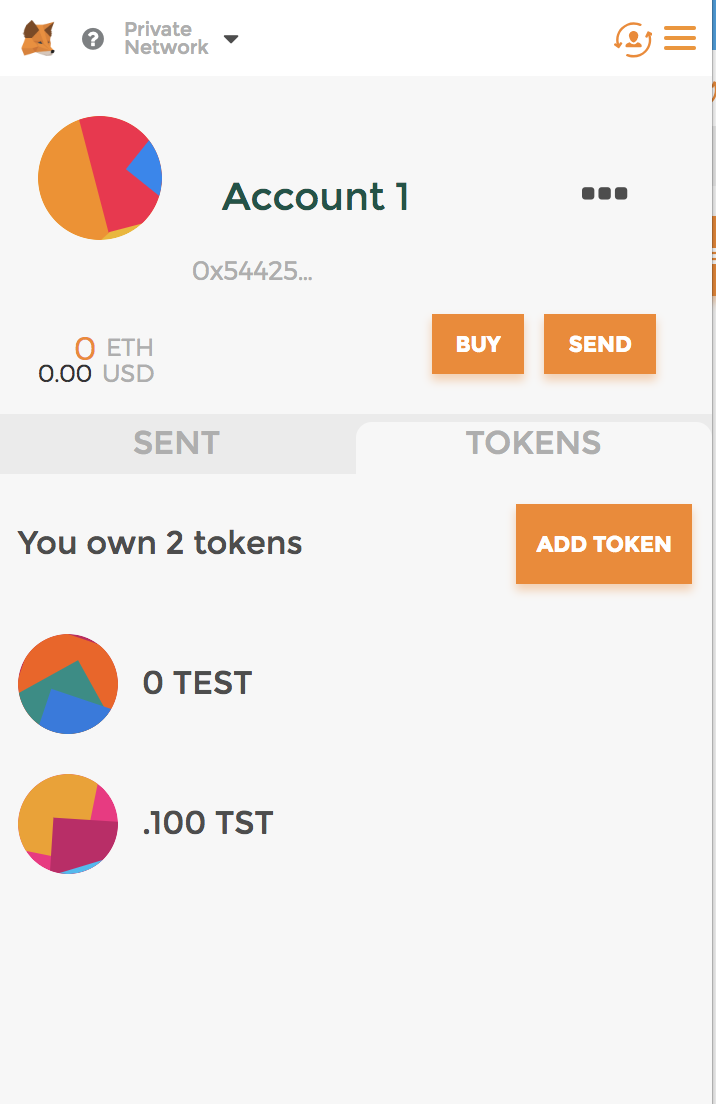 Private
Network
Account 1
0x54425...
0 ETH
0.00 USD
BUY
SEND
SENT
TOKENS
You own 2 tokens
ADD TOKEN
0 TEST
.100 TST